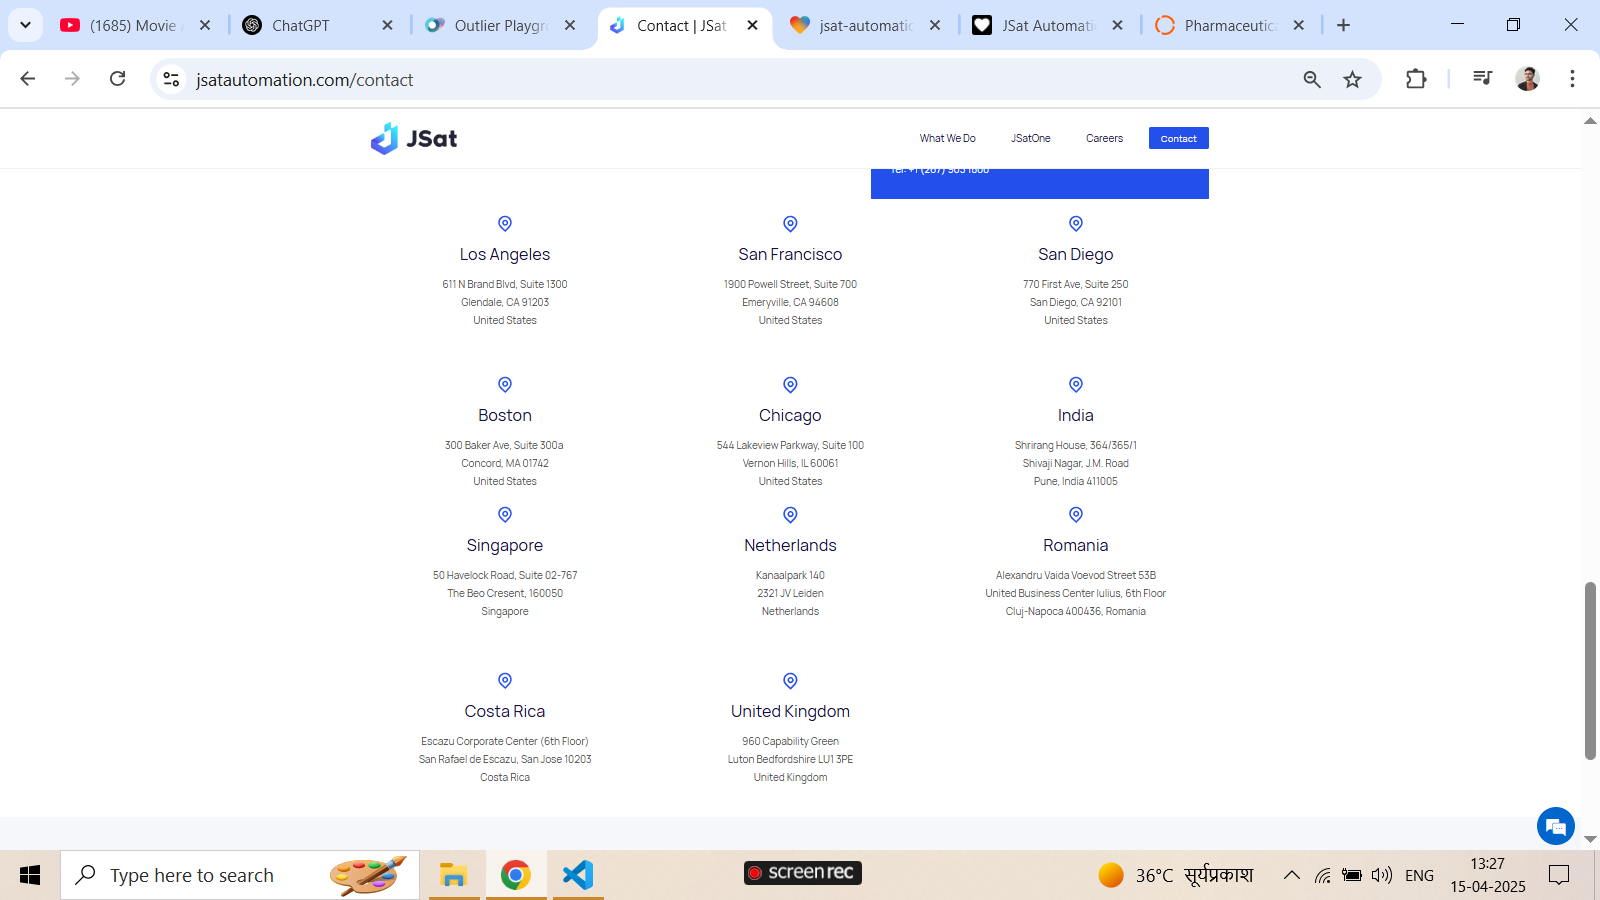 (1685) Movie
ChatGPT
Outlier Playgr
Contact | JSat
jsat-automatic
JSat Automati
Pharmaceutica
jsatautomation.com/contact
JSat
What We Do
JSatOne
Careers
Contact
Tel: +1 (267) 903 1600
Los Angeles
611 N Brand Blvd, Suite 1300
Glendale, CA 91203
United States
San Francisco
1900 Powell Street, Suite 700
Emeryville, CA 94608
United States
San Diego
770 First Ave, Suite 250
San Diego, CA 92101
United States
Boston
300 Baker Ave, Suite 300a
Concord, MA 01742
United States
Chicago
544 Lakeview Parkway, Suite 100
Vernon Hills, IL 60061
United States
India
Shrirang House, 364/365/1
Shivaji Nagar, J.M. Road
Pune, India 411005
Singapore
50 Havelock Road, Suite 02-767
The Beo Cresent, 160050
Singapore
Netherlands
Kanaalpark 140
2321 JV Leiden
Netherlands
Romania
Alexandru Vaida Voevod Street 53B
United Business Center Iulius, 6th Floor
Cluj-Napoca 400436, Romania
Costa Rica
Escazu Corporate Center (6th Floor)
San Rafael de Escazu, San Jose 10203
Costa Rica
United Kingdom
960 Capability Green
Luton Bedfordshire LU1 3PE
United Kingdom
Type here to search
screenrec
36°C सूर्यप्रकाश
ENG
13:27
15-04-2025